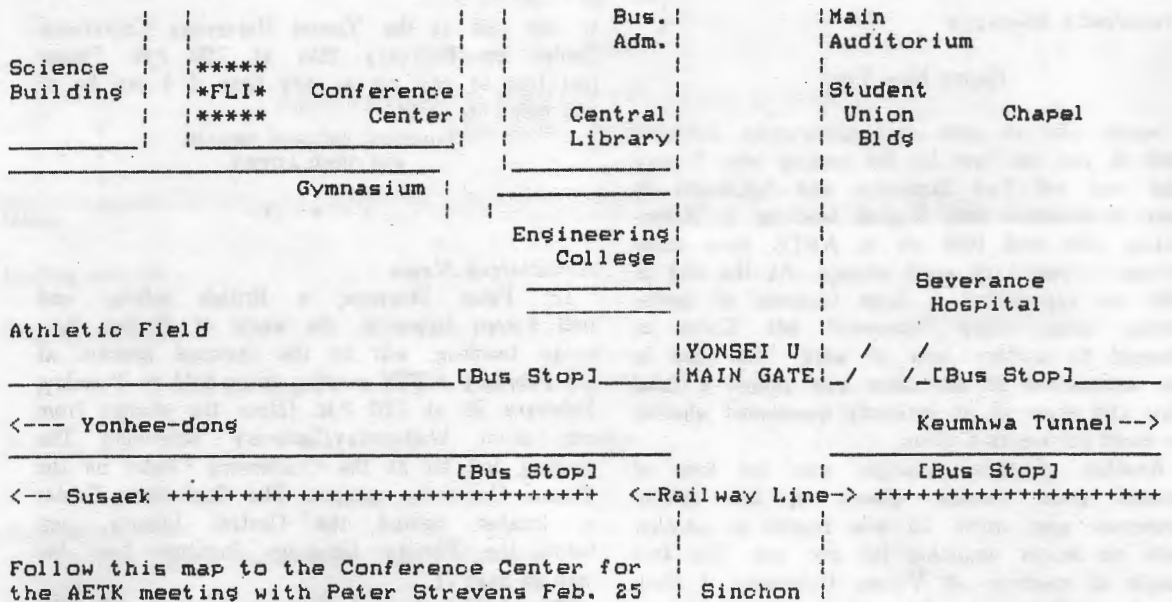 Bus. Main
Adm. Auditorium
Science *****
Building *FLI* Conference Student
***** Center Central Union Chapel
Library Bldg
Gymnasium
Engineering
College
Severance
Hospital
Athletic Field
YONSEI U
[Bus Stop] MAIN GATE [Bus Stop]
<--- Yonhee-dong Keumhwa Tunnel-->
[Bus Stop] [Bus Stop]
<- Susaek ++++++++++++++++++++++++++++++ <-Railway Line-> ++++++++++++++++++++++
Follow this map to the Conference Center for
the AETK meeting with Peter Strevens Feb. 25 Sinchon